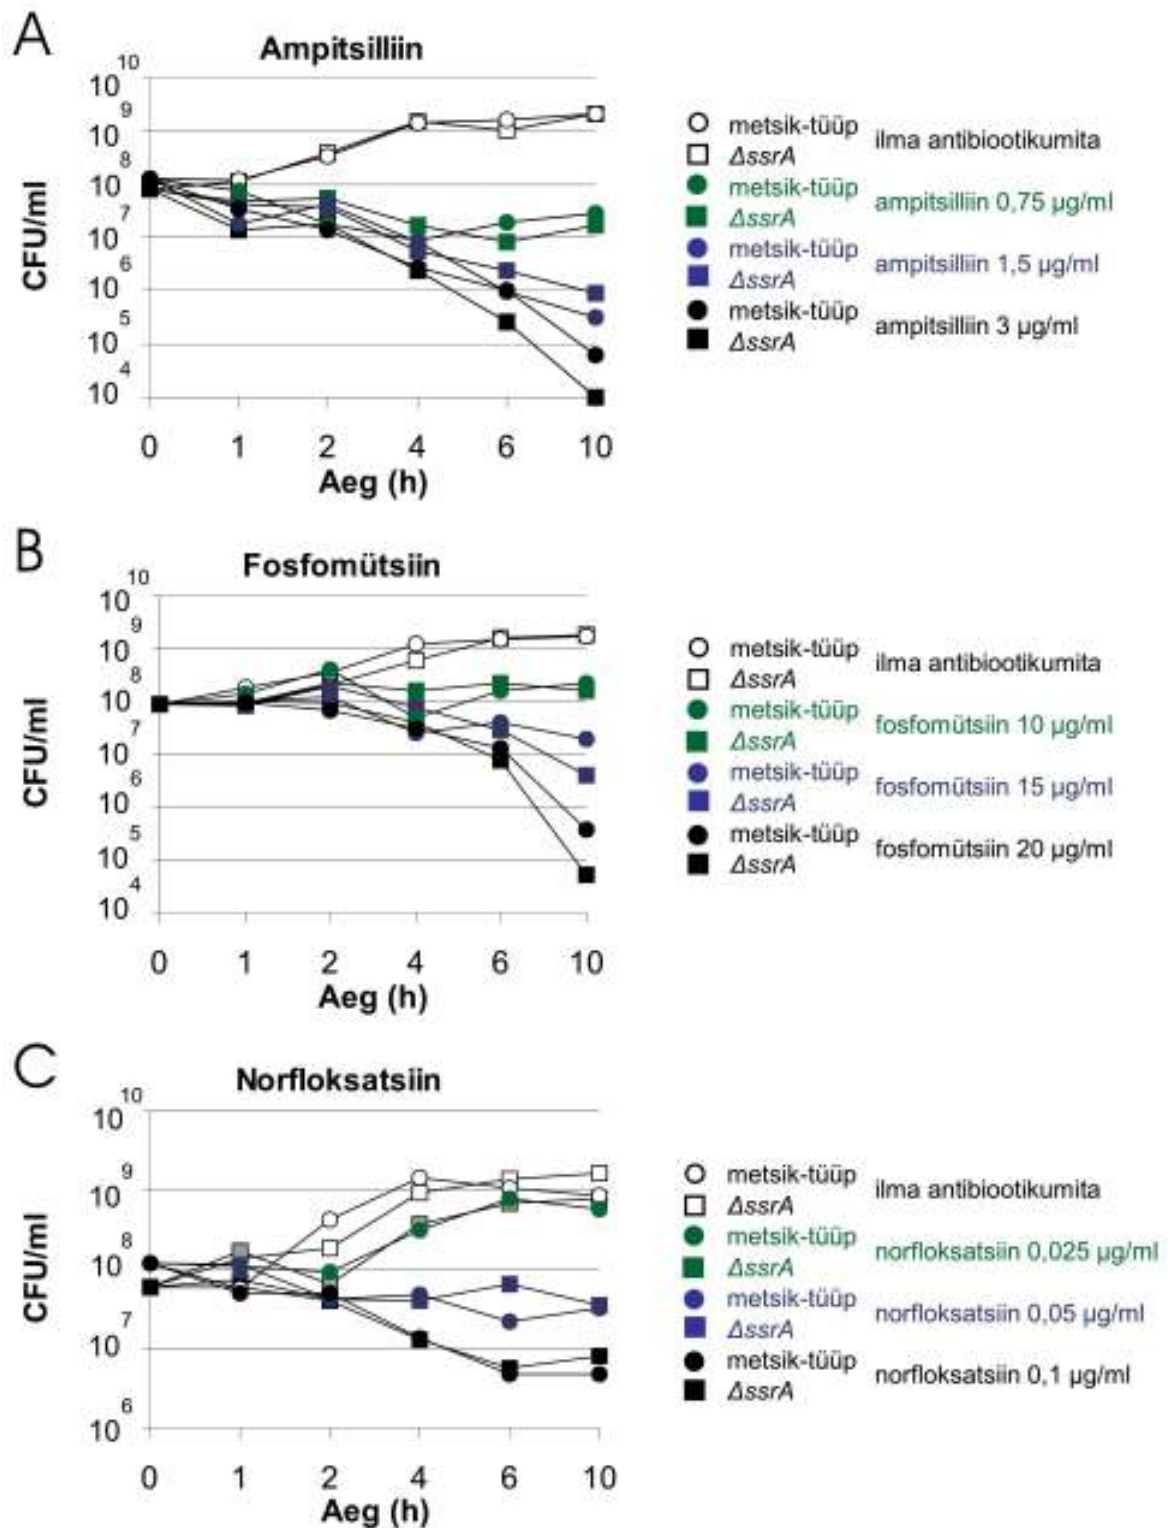 A
Ampitsilliin
10^10
10^9
10^8
10^7
10^6
10^5
10^4
CFU/ml
0 1 2 4 6 10
Aeg (h)
metsik-tüüp
ΔssrA
ilma antibiootikumita
metsik-tüüp
ΔssrA
ampitsilliin 0,75 µg/ml
metsik-tüüp
ΔssrA
ampitsilliin 1,5 µg/ml
metsik-tüüp
ΔssrA
ampitsilliin 3 µg/ml
B
Fosfomütsiin
10^10
10^9
10^8
10^7
10^6
10^5
10^4
CFU/ml
0 1 2 4 6 10
Aeg (h)
metsik-tüüp
ΔssrA
ilma antibiootikumita
metsik-tüüp
ΔssrA
fosfomütsiin 10 µg/ml
metsik-tüüp
ΔssrA
fosfomütsiin 15 µg/ml
metsik-tüüp
ΔssrA
fosfomütsiin 20 µg/ml
C
Norfloksatsiin
10^10
10^9
10^8
10^7
10^6
CFU/ml
0 1 2 4 6 10
Aeg (h)
metsik-tüüp
ΔssrA
ilma antibiootikumita
metsik-tüüp
ΔssrA
norfloksatsiin 0,025 µg/ml
metsik-tüüp
ΔssrA
norfloksatsiin 0,05 µg/ml
metsik-tüüp
ΔssrA
norfloksatsiin 0,1 µg/ml